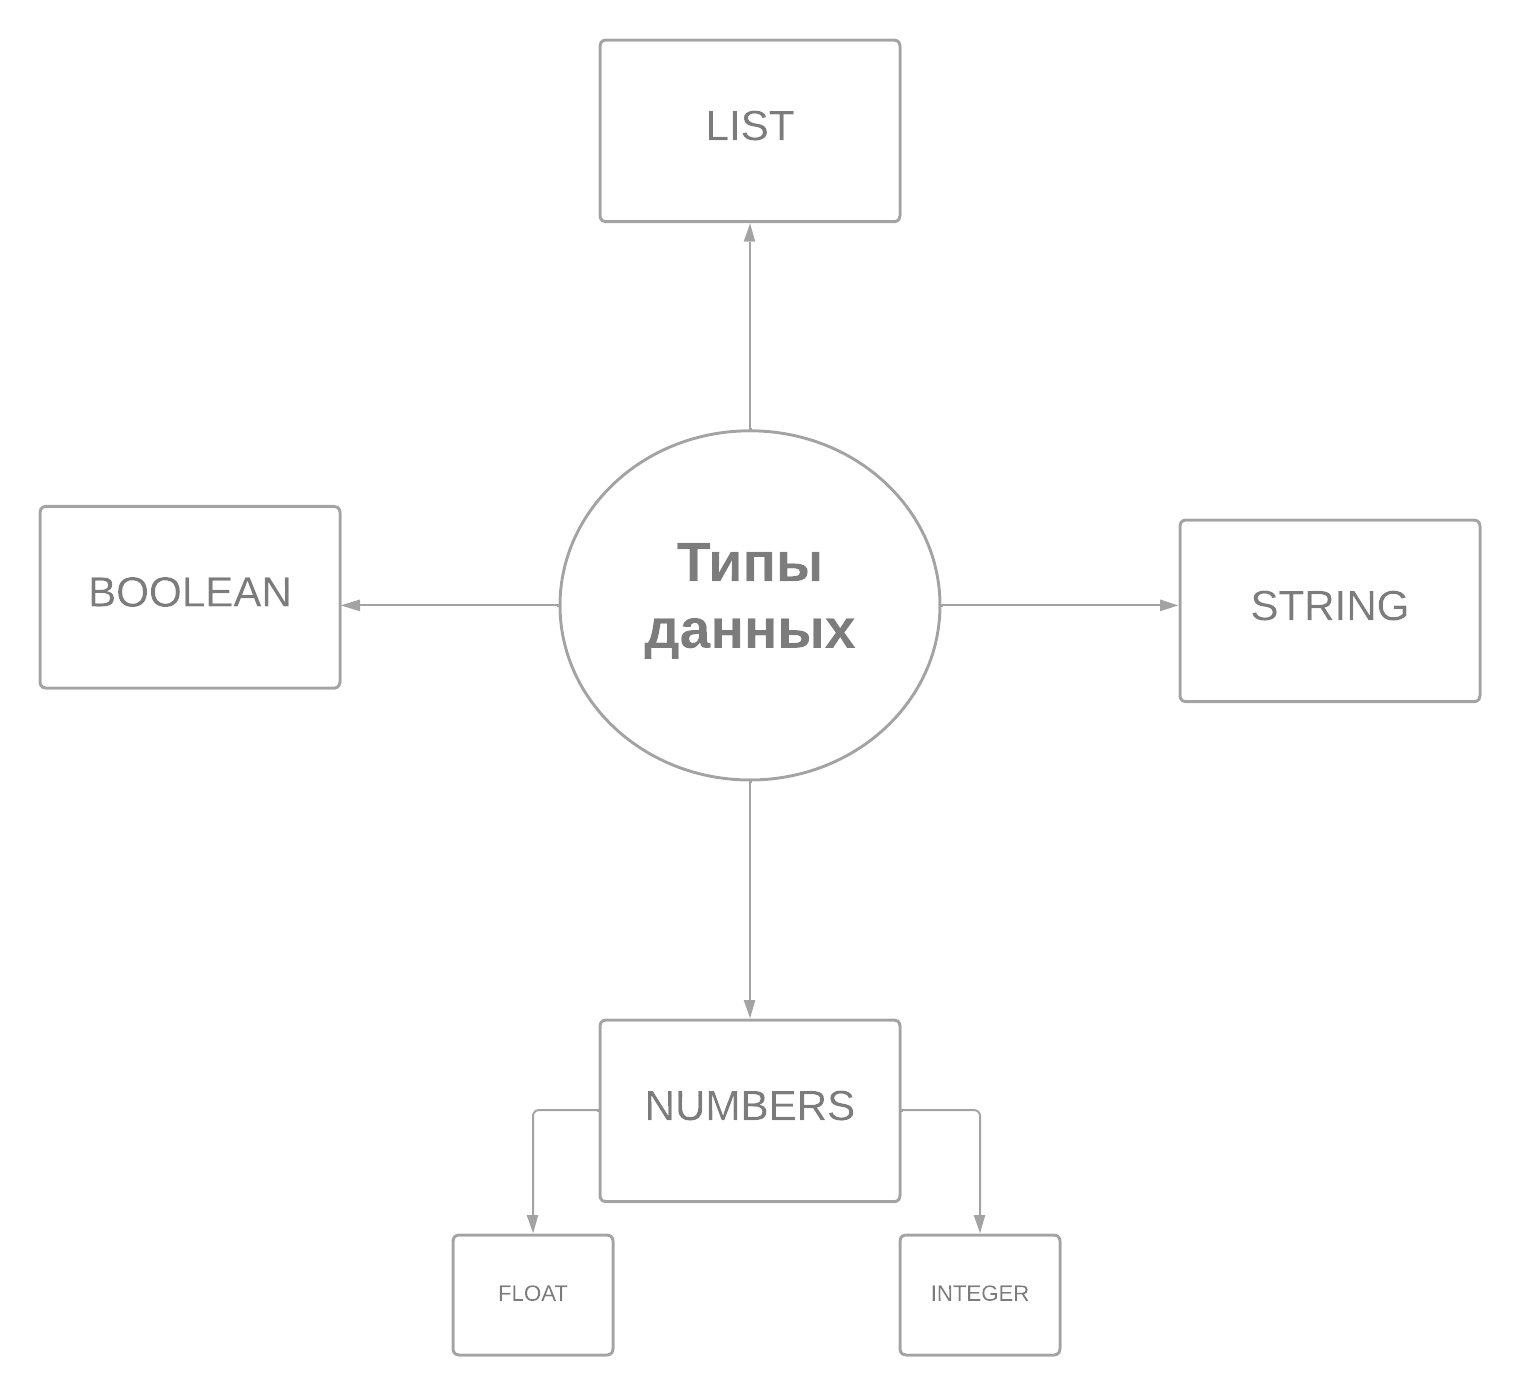 LIST
BOOLEAN
Типы
данных
STRING
NUMBERS
FLOAT
INTEGER